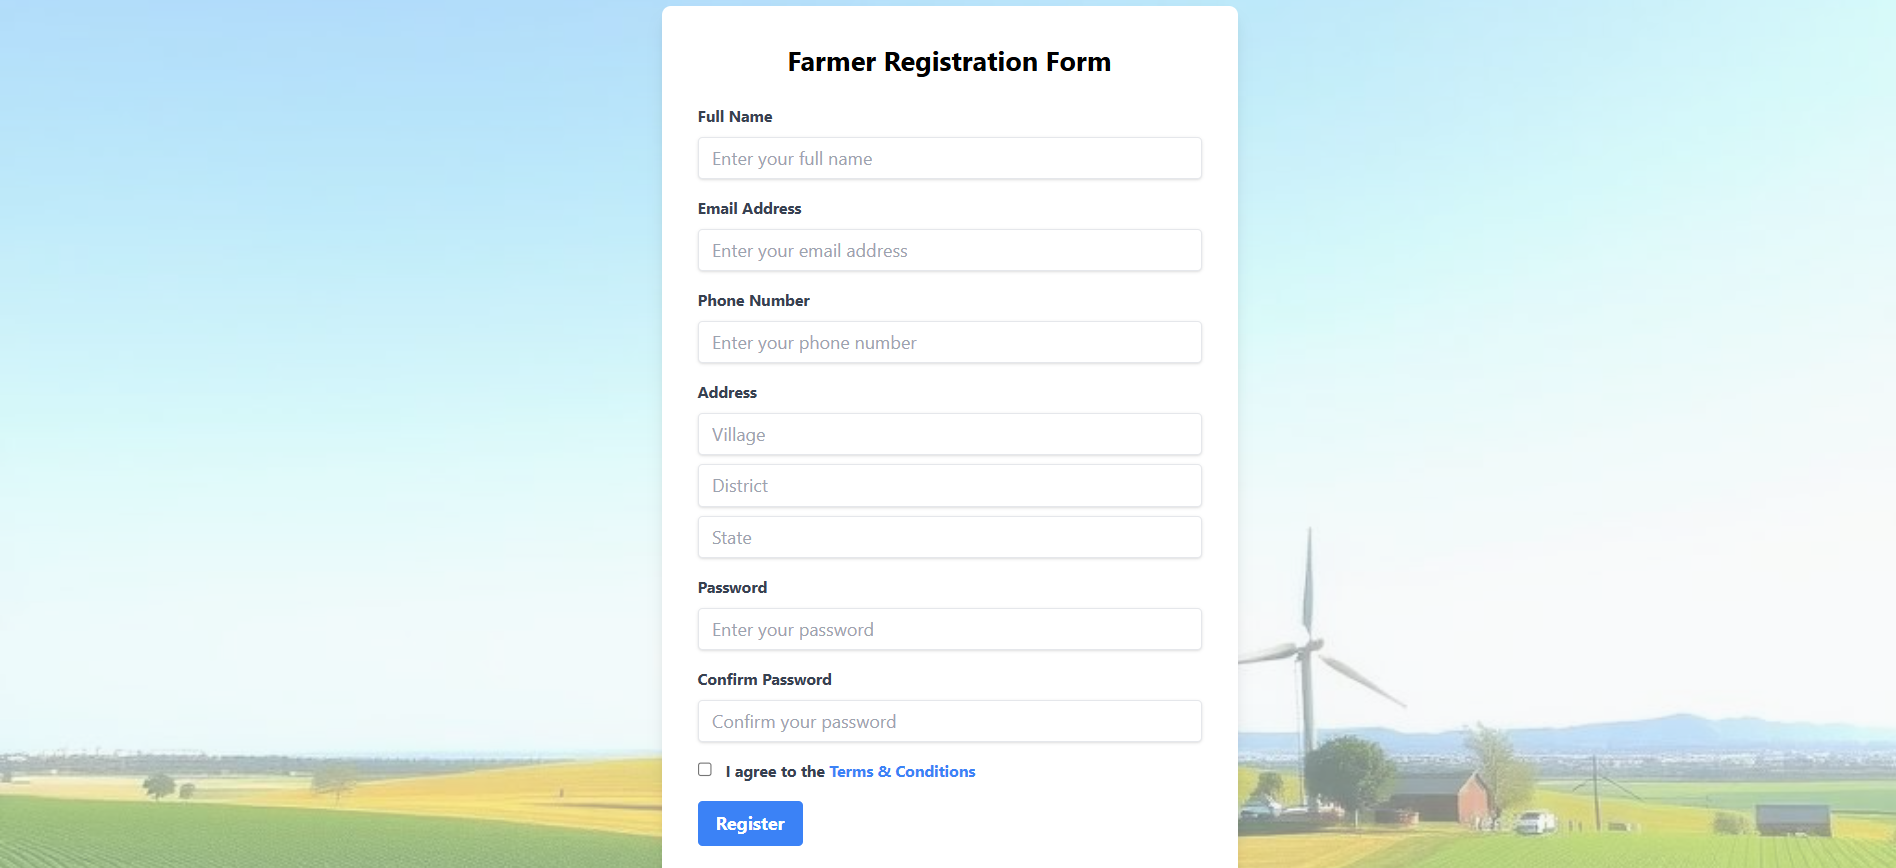 Farmer Registration Form
Full Name
Enter your full name
Email Address
Enter your email address
Phone Number
Enter your phone number
Address
Village
District
State
Password
Enter your password
Confirm Password
Confirm your password
I agree to the Terms & Conditions
Register